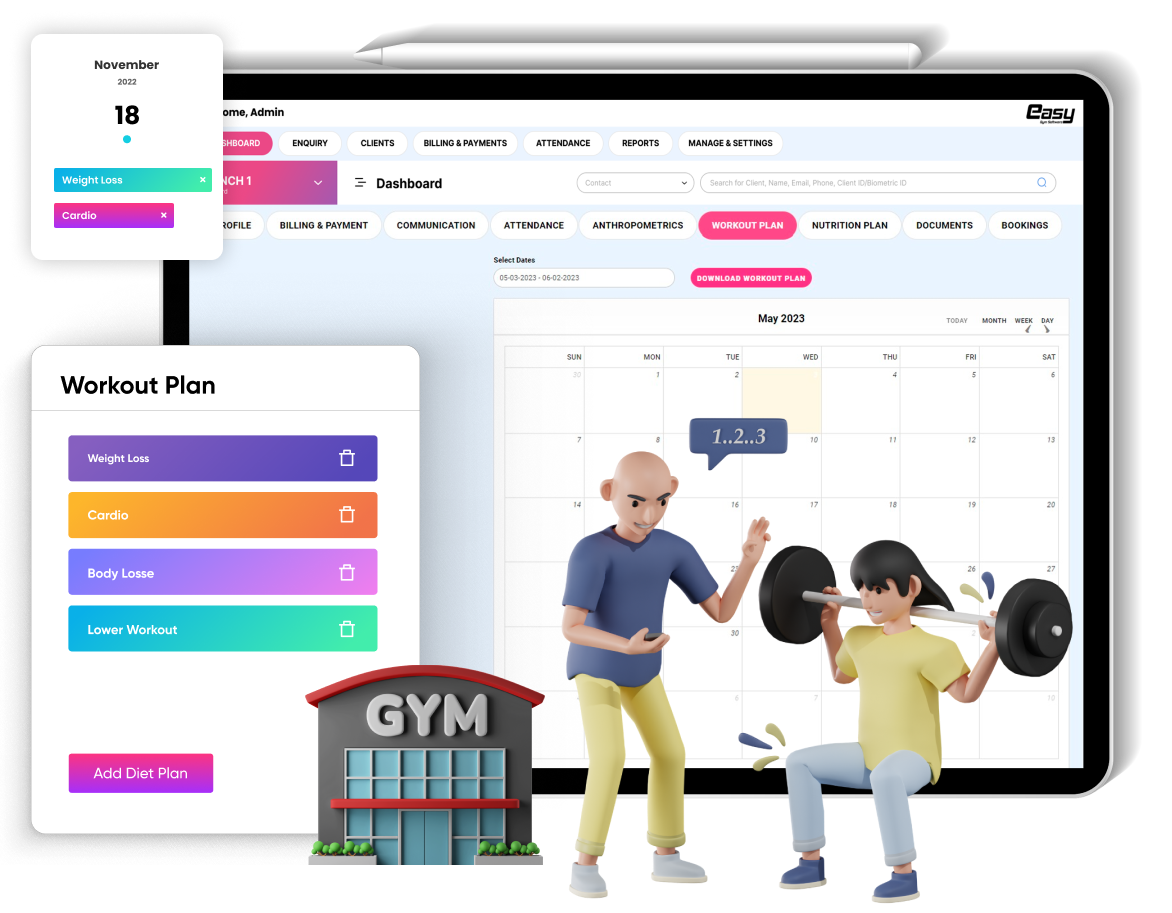 November
2022
18
Weight Loss ×
Cardio ×
ome, Admin
easy
Gym Software
SHBOARD ENQUIRY CLIENTS BILLING & PAYMENTS ATTENDANCE REPORTS MANAGE & SETTINGS
NCH 1
Dashboard
Contact
Search for Client, Name, Email, Phone, Client ID/Biometric ID
ROFILE BILLING & PAYMENT COMMUNICATION ATTENDANCE ANTHROPOMETRICS WORKOUT PLAN NUTRITION PLAN DOCUMENTS BOOKINGS
Select Dates
05-03-2023 - 06-02-2023
DOWNLOAD WORKOUT PLAN
May 2023
TODAY MONTH WEEK DAY
SUN MON TUE WED THU FRI SAT
30 1 2 4 5 6
7 8 10 11 12 13
1..2..3
14 16 17 18 19 20
26 27
30
6 7 10
Workout Plan
Weight Loss
Cardio
Body Losse
Lower Workout
Add Diet Plan
GYM